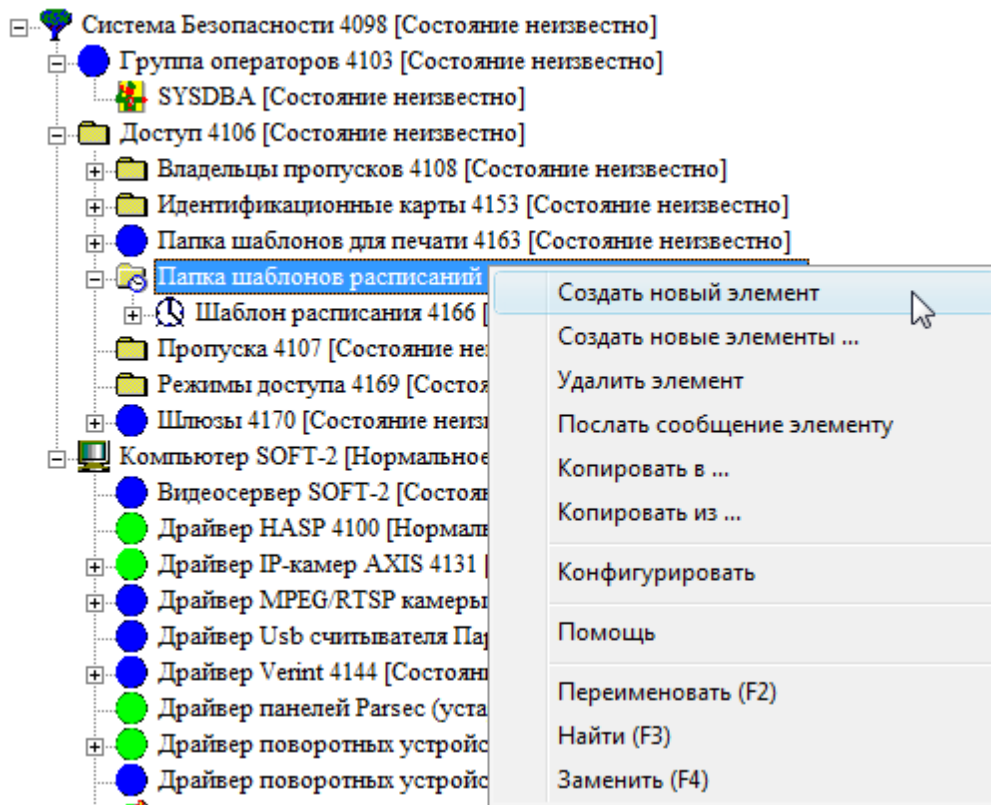 Система Безопасности 4098 [Состояние неизвестно]
Группа операторов 4103 [Состояние неизвестно]
SYSDBA [Состояние неизвестно]
Доступ 4106 [Состояние неизвестно]
Владельцы пропусков 4108 [Состояние неизвестно]
Идентификационные карты 4153 [Состояние неизвестно]
Папка шаблонов для печати 4163 [Состояние неизвестно]
Папка шаблонов расписаний
Шаблон расписания 4166 [
Пропуска 4107 [Состояние не
Режимы доступа 4169 [Состоя
Шлюзы 4170 [Состояние неиз
Компьютер SOFT-2 [Нормальное
Видеосервер SOFT-2 [Состоя
Драйвер HASP 4100 [Нормаль
Драйвер IP-камер AXIS 4131 [
Драйвер MPEG/RTSP камеры
Драйвер Usb считывателя Пар
Драйвер Verint 4144 [Состоян
Драйвер панелей Parsec (уста
Драйвер поворотных устройс
Драйвер поворотных устройс
Создать новый элемент
Создать новые элементы ...
Удалить элемент
Послать сообщение элементу
Копировать в ...
Копировать из ...
Конфигурировать
Помощь
Переименовать (F2)
Найти (F3)
Заменить (F4)